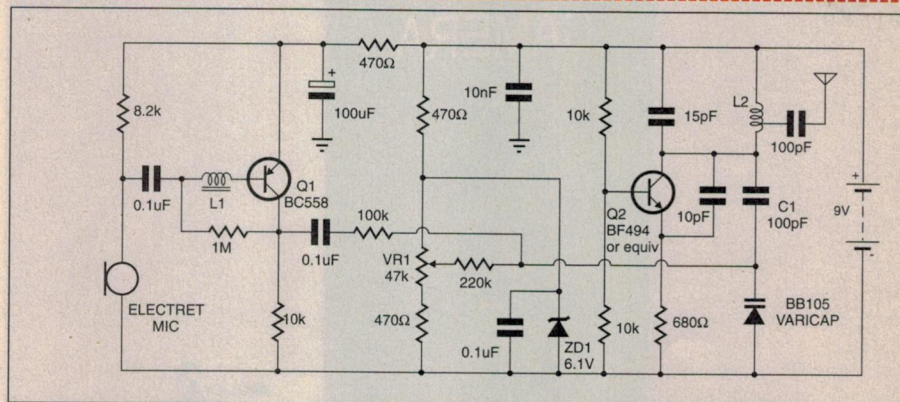 470Ω
8.2k
+
100uF
470Ω
10nF
10k
15pF
L2
100pF
0.1uF
L1
Q1
BC558
Q2
BF494
or equiv
10pF
C1
100pF
+
9V
-
1M
0.1uF
100k
VR1
47k
220k
ELECTRET
MIC
10k
470Ω
0.1uF
ZD1
6.1V
10k
680Ω
BB105
VARICAP